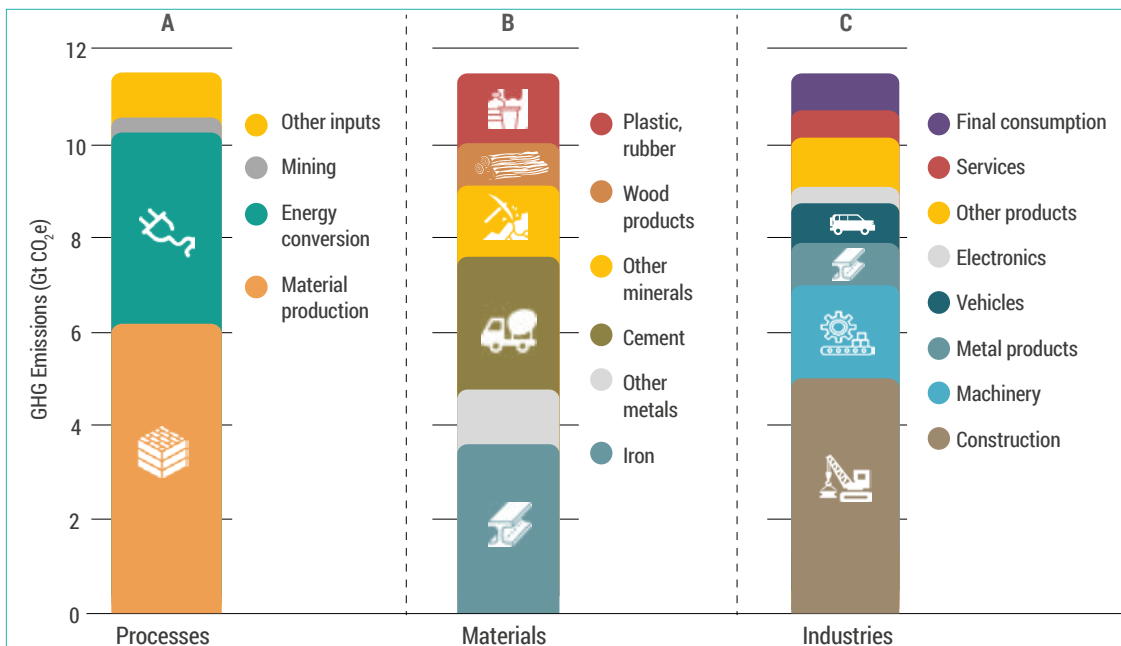 A
B
C
GHG Emissions (Gt CO2e)
12
10
8
6
4
2
0
Other inputs
Mining
Energy
conversion
Material
production
Processes
Plastic,
rubber
Wood
products
Other
minerals
Cement
Other
metals
Iron
Materials
Final consumption
Services
Other products
Electronics
Vehicles
Metal products
Machinery
Construction
Industries